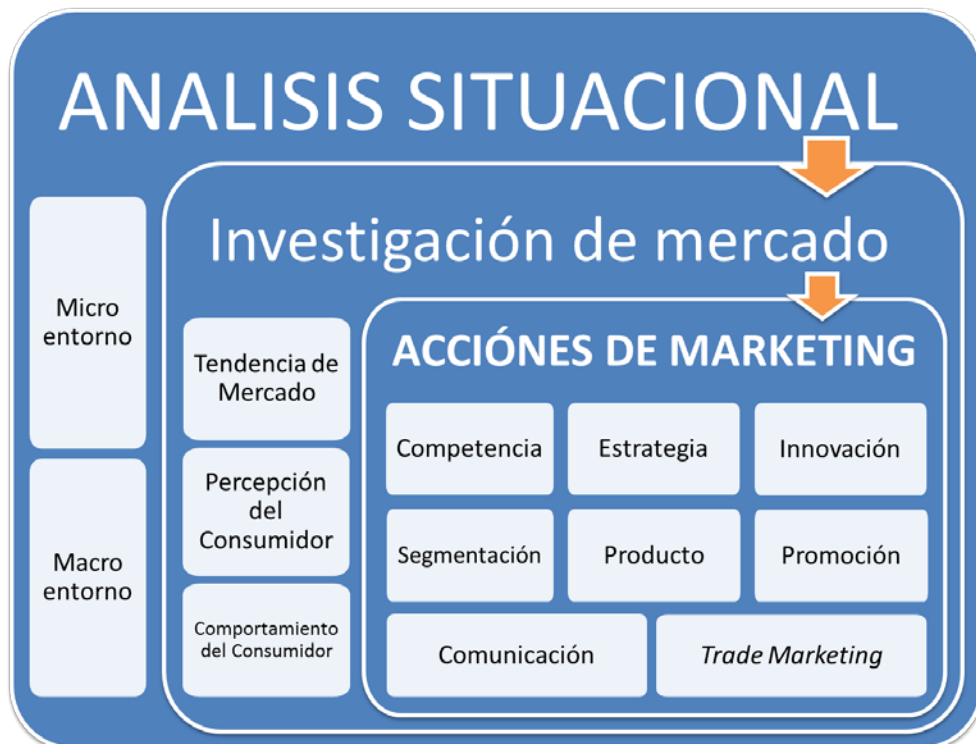 ANALISIS SITUACIONAL
Micro
entorno
Macro
entorno
Investigación de mercado
Tendencia de
Mercado
Percepción
del
Consumidor
Comportamiento
del Consumidor
ACCIÓNES DE MARKETING
Competencia
Estrategia
Innovación
Segmentación
Producto
Promoción
Comunicación
Trade Marketing